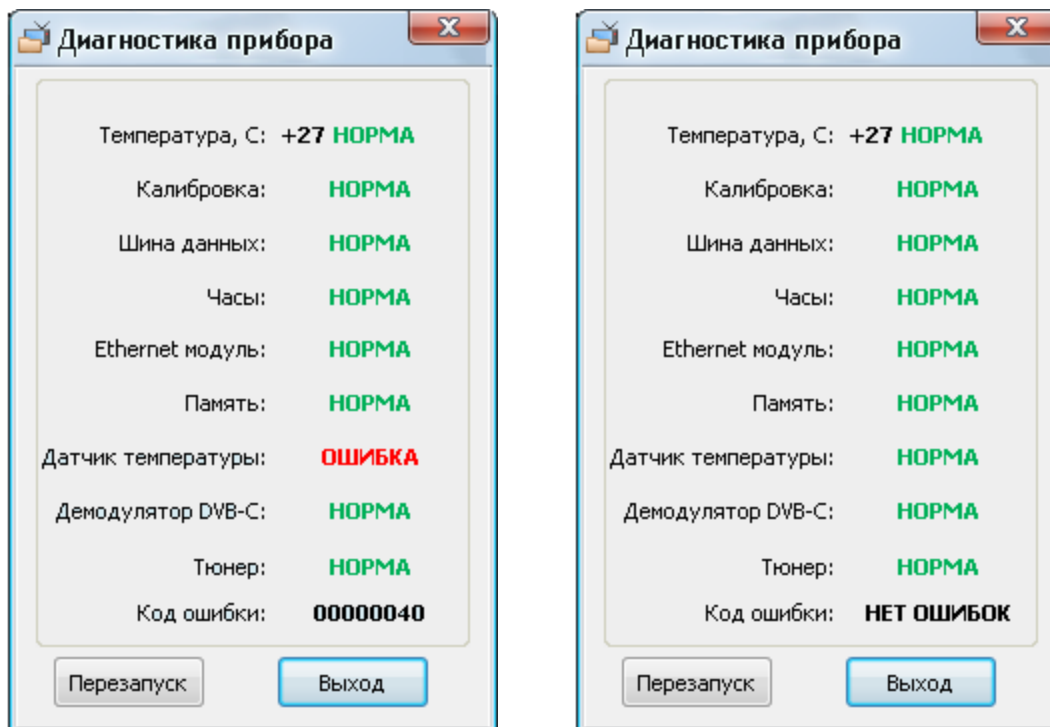 Диагностика прибора
Температура, С: +27 НОРМА
Калибровка: НОРМА
Шина данных: НОРМА
Часы: НОРМА
Ethernet модуль: НОРМА
Память: НОРМА
Датчик температуры: ОШИБКА
Демодулятор DVB-C: НОРМА
Тюнер: НОРМА
Код ошибки: 00000040
Перезапуск Выход
Диагностика прибора
Температура, С: +27 НОРМА
Калибровка: НОРМА
Шина данных: НОРМА
Часы: НОРМА
Ethernet модуль: НОРМА
Память: НОРМА
Датчик температуры: НОРМА
Демодулятор DVB-C: НОРМА
Тюнер: НОРМА
Код ошибки: НЕТ ОШИБОК
Перезапуск Выход